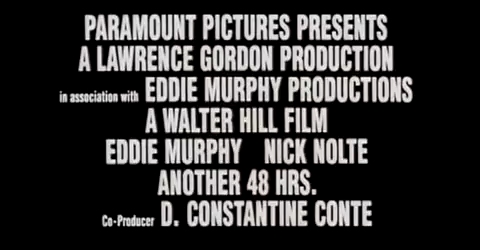 PARAMOUNT PICTURES PRESENTS
A LAWRENCE GORDON PRODUCTION
in association with EDDIE MURPHY PRODUCTIONS
A WALTER HILL FILM
EDDIE MURPHY NICK NOLTE
ANOTHER 48 HRS.
Co-Producer D. CONSTANTINE CONTE